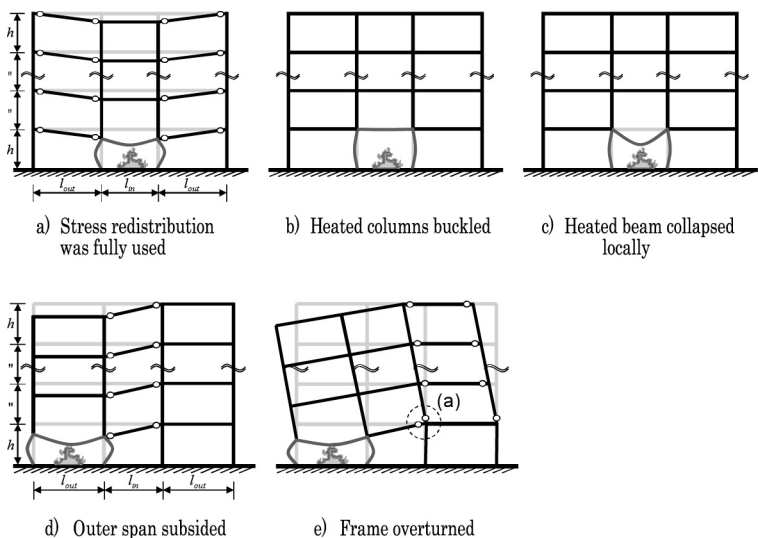 h
"
"
h
l_out l_in l_out
a) Stress redistribution
was fully used
b) Heated columns buckled
c) Heated beam collapsed
locally
h
"
"
h
l_out l_in l_out
(a)
d) Outer span subsided
e) Frame overturned